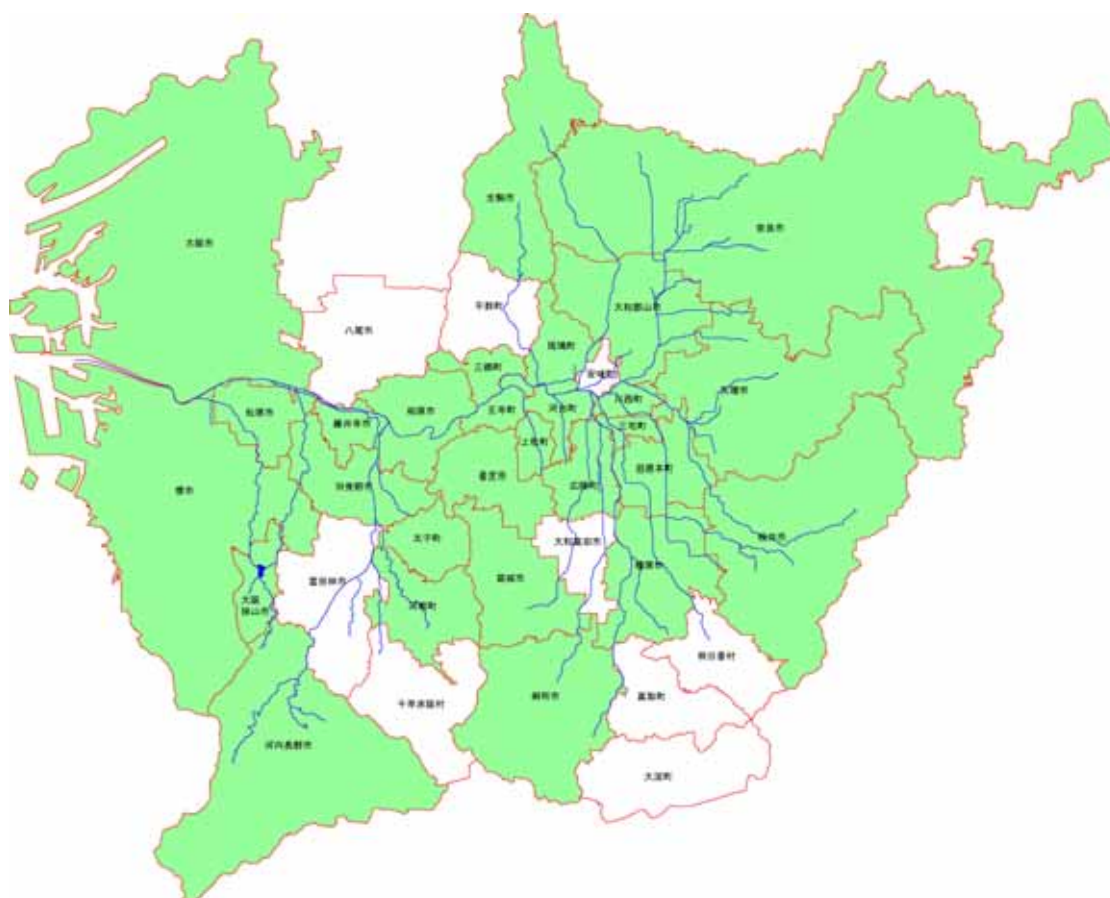 生駒市
奈良市
大阪市
平群町
大和郡山市
八尾市
斑鳩町
三郷町
安堵町
天理市
川西町
松原市
柏原市
王寺町
河合町
藤井寺市
三宅町
上牧町
田原本町
香芝市
広陵町
堺市
羽曳野市
太子町
大和高田市
桜井市
橿原市
葛城市
富田林市
大阪
狭山市
河南町
明日香村
御所市
高取町
千早赤阪村
河内長野市
大淀町